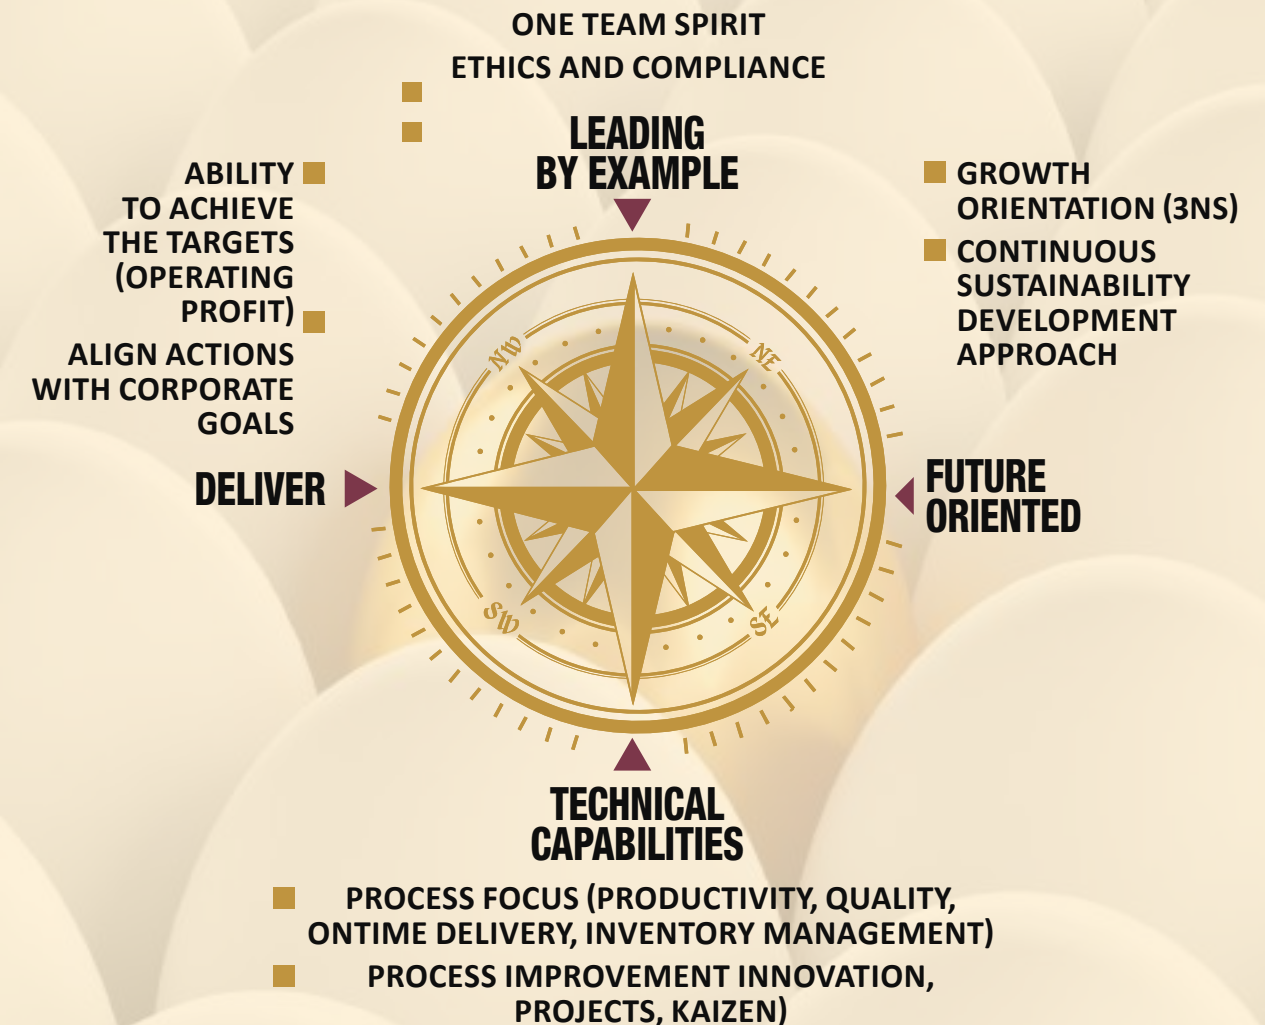 ONE TEAM SPIRIT
ETHICS AND COMPLIANCE
LEADING
BY EXAMPLE
ABILITY
TO ACHIEVE
THE TARGETS
(OPERATING
PROFIT)
ALIGN ACTIONS
WITH CORPORATE
GOALS
DELIVER
GROWTH
ORIENTATION (3NS)
CONTINUOUS
SUSTAINABILITY
DEVELOPMENT
APPROACH
FUTURE
ORIENTED
NW
NE
SW
SE
TECHNICAL
CAPABILITIES
PROCESS FOCUS (PRODUCTIVITY, QUALITY,
ONTIME DELIVERY, INVENTORY MANAGEMENT)
PROCESS IMPROVEMENT INNOVATION,
PROJECTS, KAIZEN)